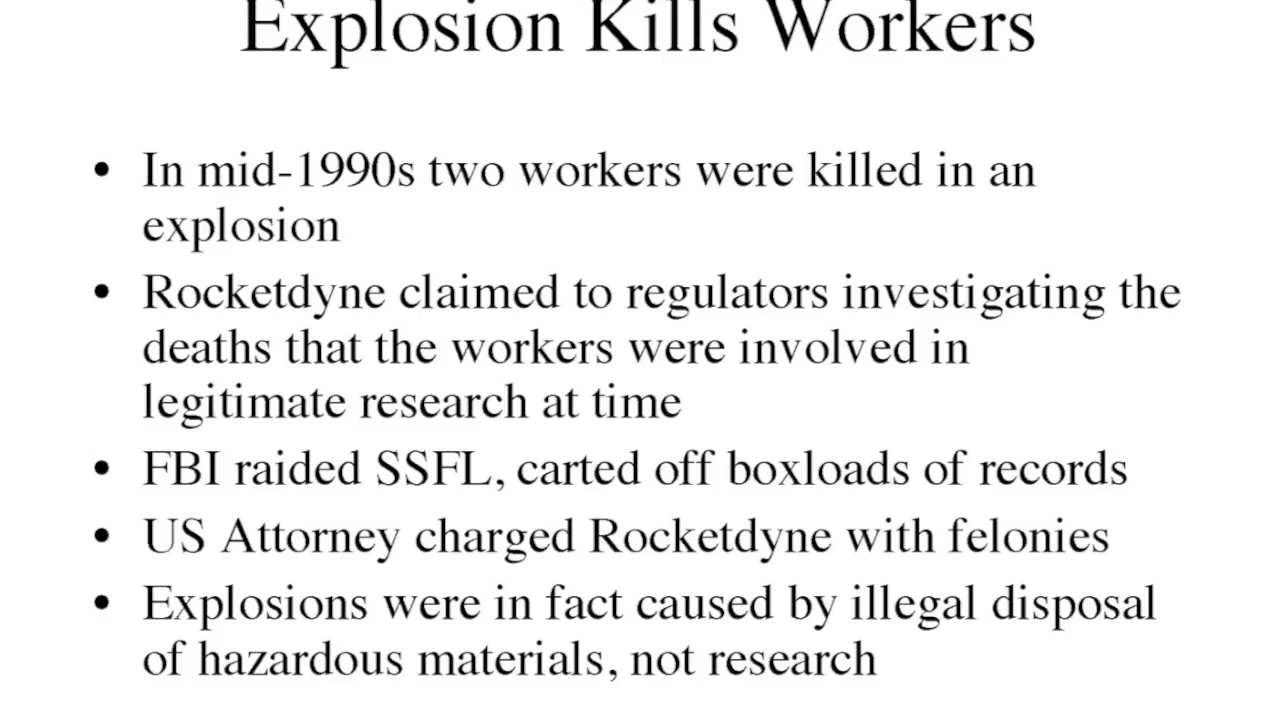 Explosion Kills Workers
• In mid-1990s two workers were killed in an
explosion
• Rocketdyne claimed to regulators investigating the
deaths that the workers were involved in
legitimate research at time
• FBI raided SSFL, carted off boxloads of records
• US Attorney charged Rocketdyne with felonies
• Explosions were in fact caused by illegal disposal
of hazardous materials, not research